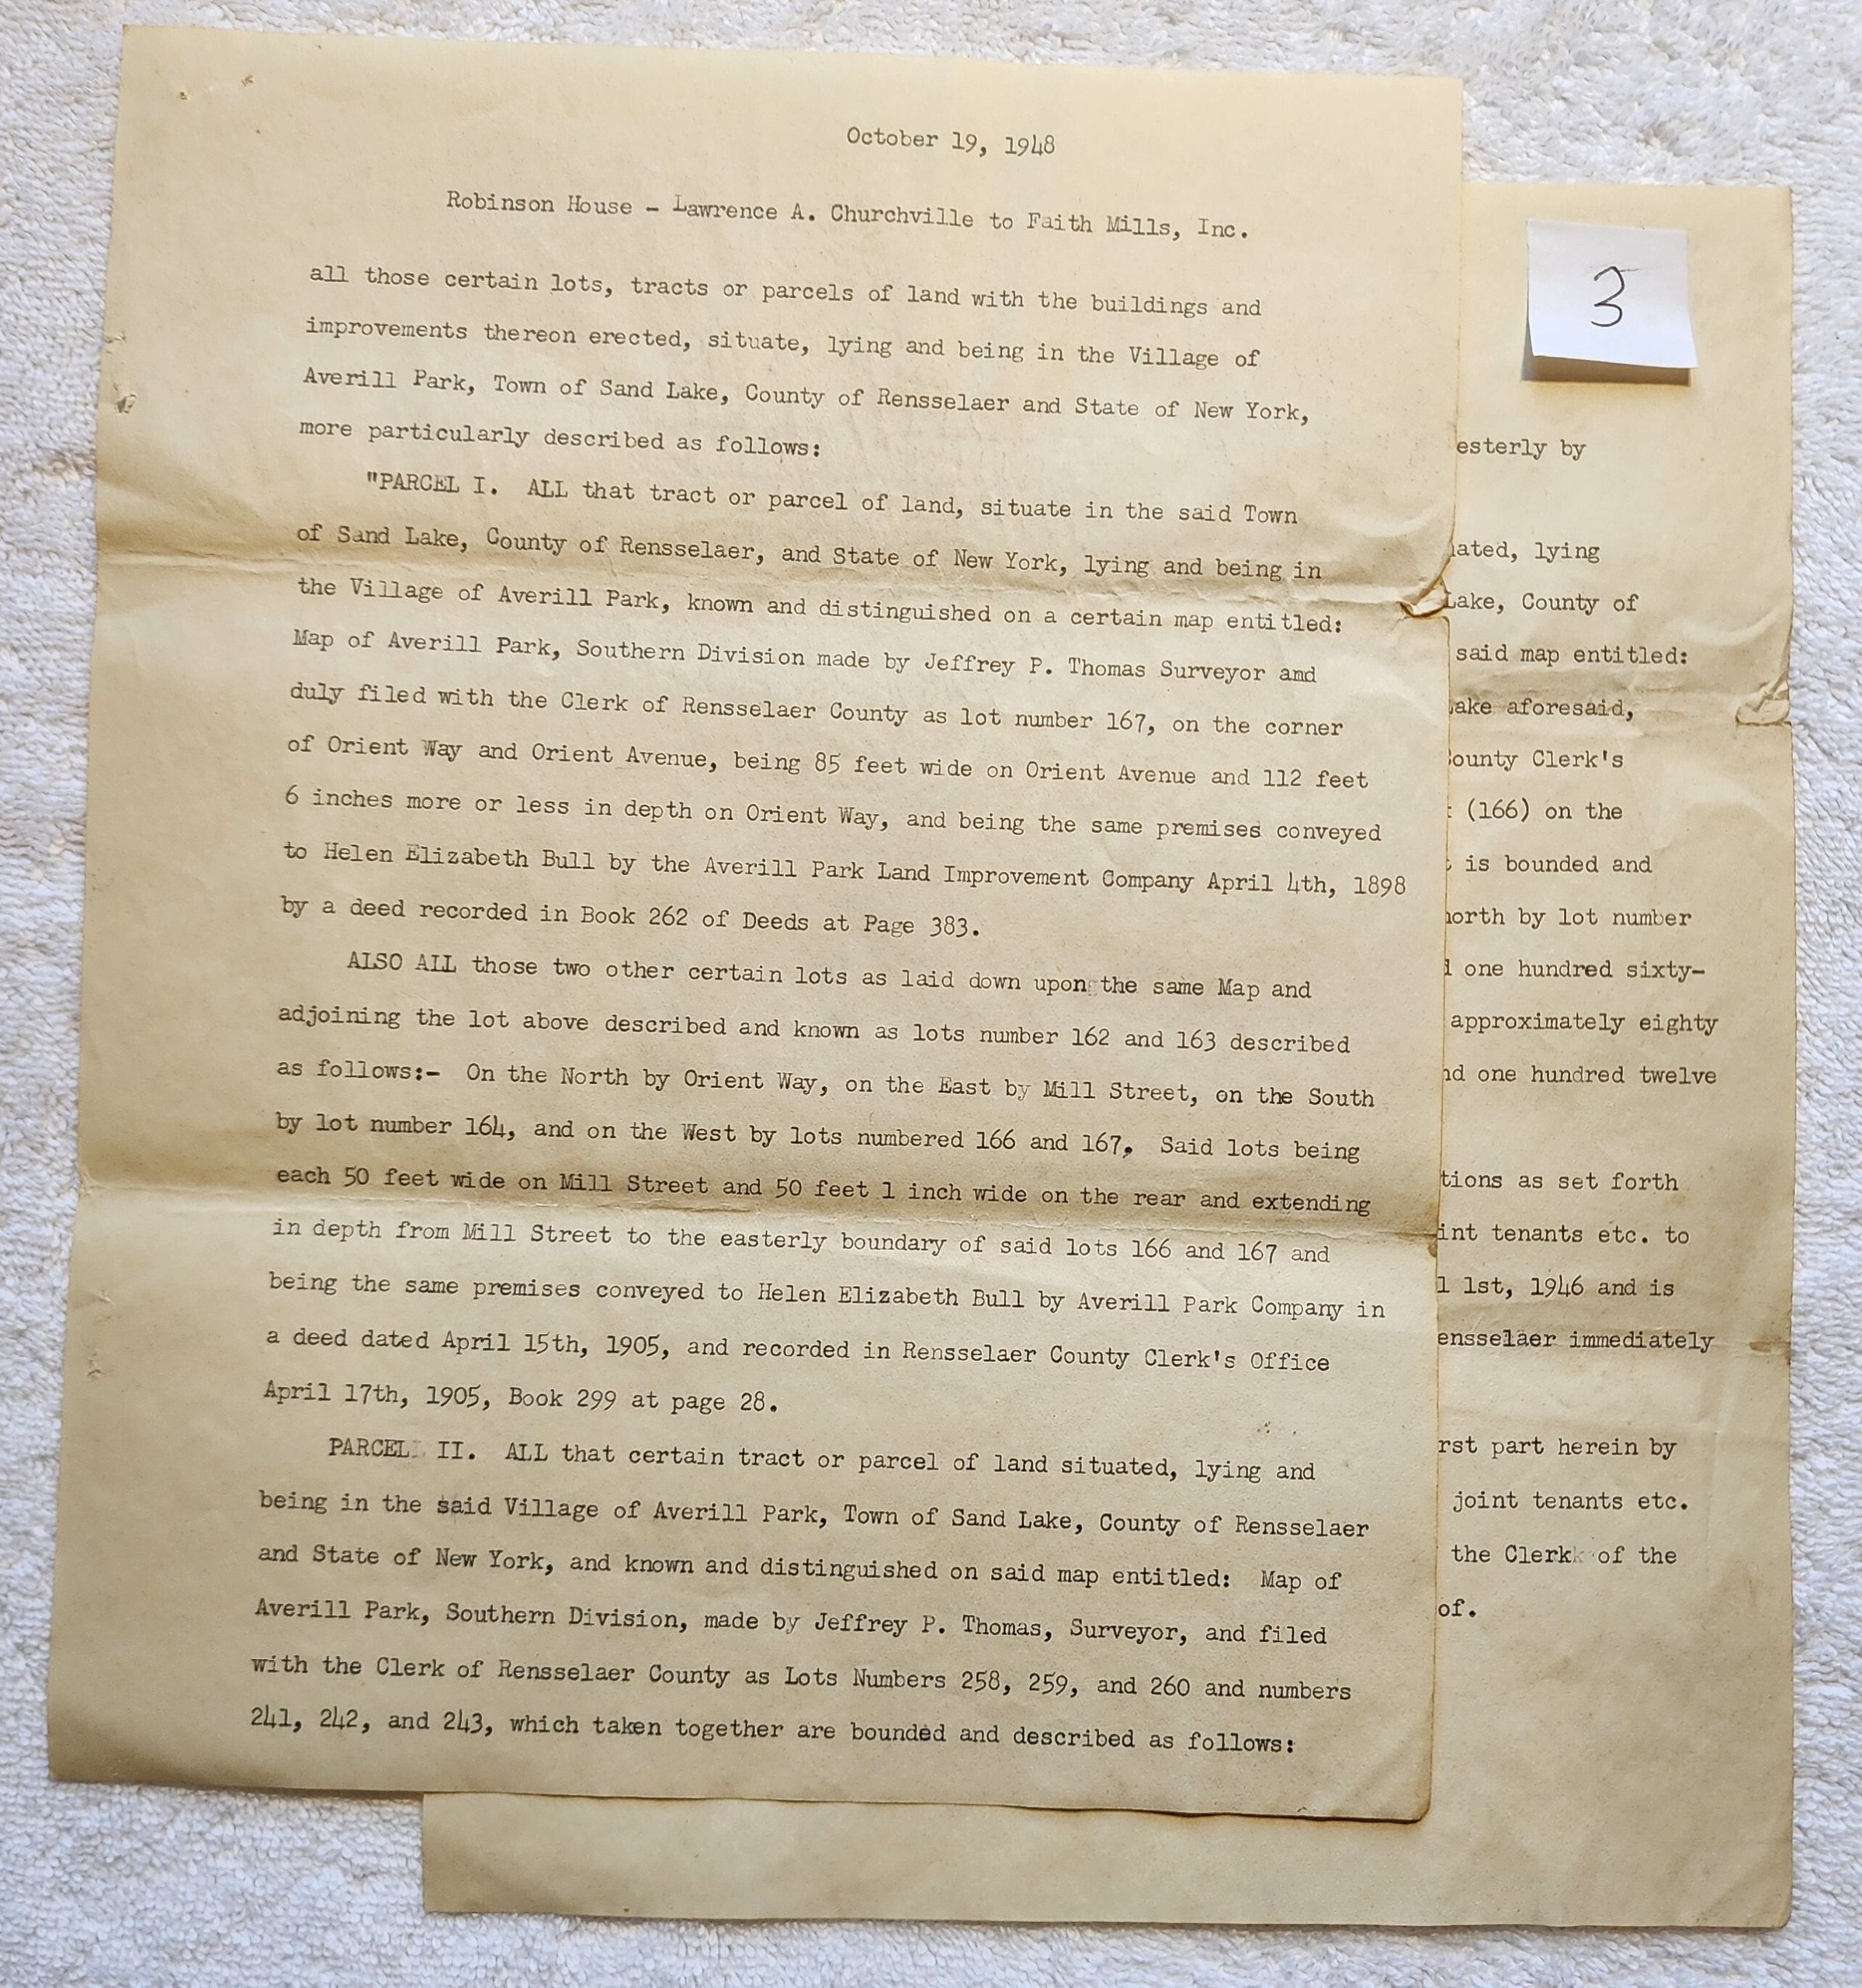 October 19, 1948
Robinson House - Lawrence A. Churchville to Faith Mills, Inc.
all those certain lots, tracts or parcels of land with the buildings and
improvements thereon erected, situate, lying and being in the Village of
Averill Park, Town of Sand Lake, County of Rensselaer and State of New York,
more particularly described as follows:
"PARCEL I. ALL that tract or parcel of land, situate in the said Town
of Sand Lake, County of Rensselaer, and State of New York, lying and being in
the Village of Averill Park, known and distinguished on a certain map entitled:
Map of Averill Park, Southern Division made by Jeffrey P. Thomas Surveyor and
duly filed with the Clerk of Rensselaer County as lot number 167, on the corner
of Orient Way and Orient Avenue, being 85 feet wide on Orient Avenue and 112 feet
6 inches more or less in depth on Orient Way, and being the same premises conveyed
to Helen Elizabeth Bull by the Averill Park Land Improvement Company April 4th, 1898
by a deed recorded in Book 262 of Deeds at Page 383.
ALSO ALL those two other certain lots as laid down upon the same Map and
adjoining the lot above described and known as lots number 162 and 163 described
as follows:- On the North by Orient Way, on the East by Mill Street, on the South
by lot number 164, and on the West by lots numbered 166 and 167, Said lots being
each 50 feet wide on Mill Street and 50 feet 1 inch wide on the rear and extending
in depth from Mill Street to the easterly boundary of said lots 166 and 167 and
being the same premises conveyed to Helen Elizabeth Bull by Averill Park Company in
a deed dated April 15th, 1905, and recorded in Rensselaer County Clerk's Office
April 17th, 1905, Book 299 at page 28.
PARCEL II. ALL that certain tract or parcel of land situated, lying and
being in the said Village of Averill Park, Town of Sand Lake, County of Rensselaer
and State of New York, and known and distinguished on said map entitled: Map of
Averill Park, Southern Division, made by Jeffrey P. Thomas, Surveyor, and filed
with the Clerk of Rensselaer County as Lots Numbers 258, 259, and 260 and numbers
241, 242, and 243, which taken together are bounded and described as follows:
3
esterly by
ated, lying
Lake, County of
said map entitled:
ake aforesaid,
ounty Clerk's
(166) on the
is bounded and
orth by lot number
one hundred sixty-
approximately eighty
d one hundred twelve
tions as set forth
int tenants etc. to
1st, 1946 and is
ensselaer immediately
rst part herein by
joint tenants etc.
the Clerk of the
of.